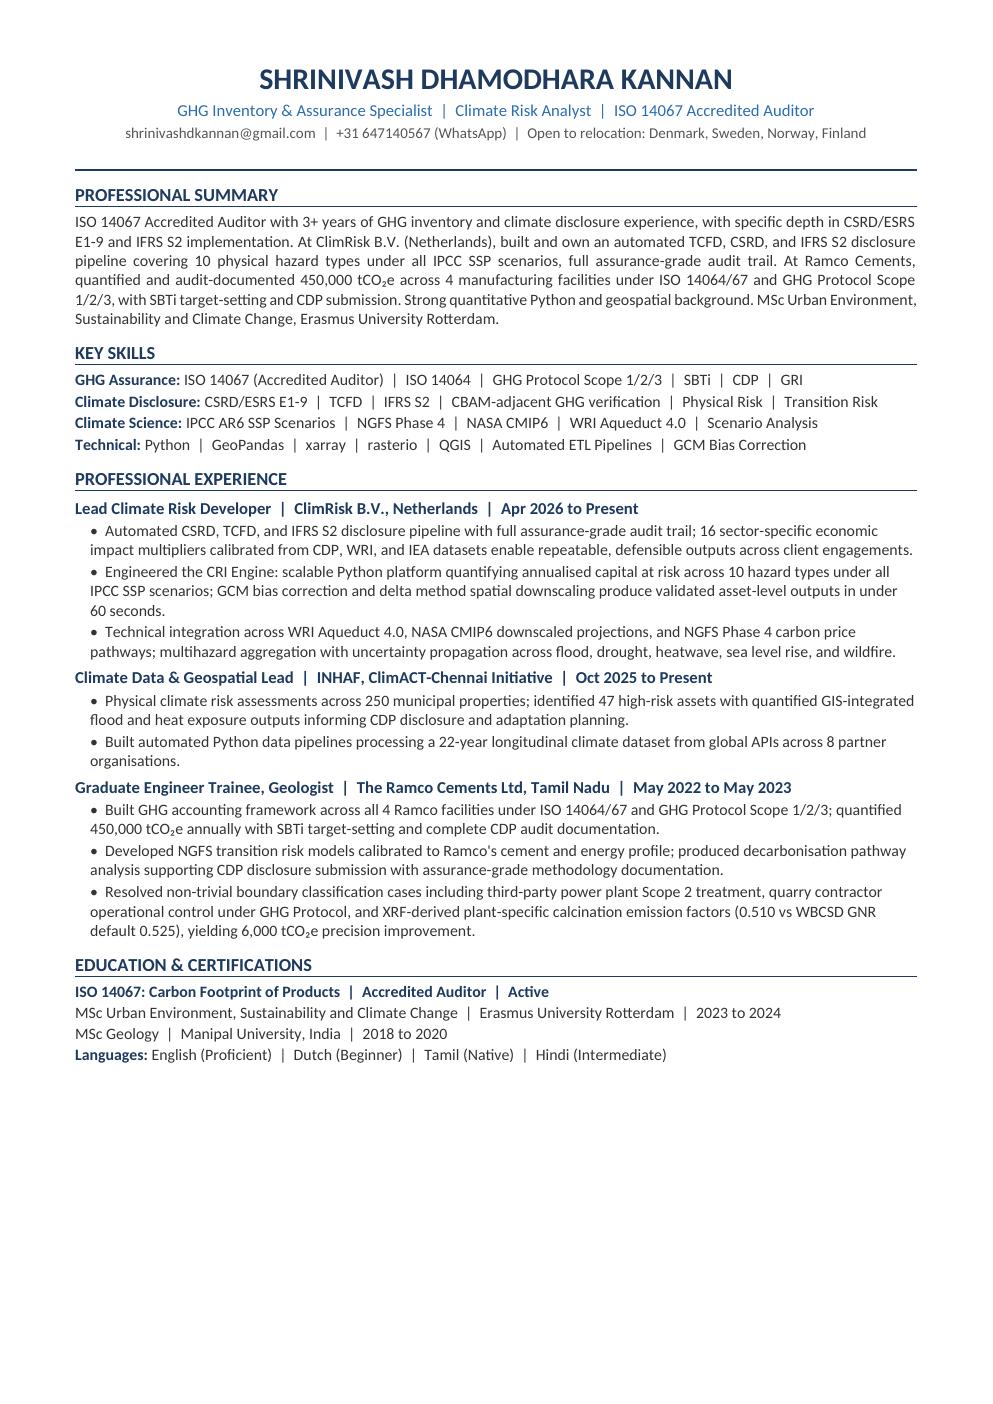 SHRINIVASH DHAMODHARA KANNAN
GHG Inventory & Assurance Specialist | Climate Risk Analyst | ISO 14067 Accredited Auditor
shrinivashdkannan@gmail.com | +31 647140567 (WhatsApp) | Open to relocation: Denmark, Sweden, Norway, Finland
PROFESSIONAL SUMMARY
ISO 14067 Accredited Auditor with 3+ years of GHG inventory and climate disclosure experience, with specific depth in CSRD/ESRS
E1-9 and IFRS S2 implementation. At ClimRisk B.V. (Netherlands), built and own an automated TCFD, CSRD, and IFRS S2 disclosure
pipeline covering 10 physical hazard types under all IPCC SSP scenarios, full assurance-grade audit trail. At Ramco Cements,
quantified and audit-documented 450,000 tCO₂e across 4 manufacturing facilities under ISO 14064/67 and GHG Protocol Scope
1/2/3, with SBTi target-setting and CDP submission. Strong quantitative Python and geospatial background. MSc Urban Environment,
Sustainability and Climate Change, Erasmus University Rotterdam.
KEY SKILLS
GHG Assurance: ISO 14067 (Accredited Auditor) | ISO 14064 | GHG Protocol Scope 1/2/3 | SBTi | CDP | GRI
Climate Disclosure: CSRD/ESRS E1-9 | TCFD | IFRS S2 | CBAM-adjacent GHG verification | Physical Risk | Transition Risk
Climate Science: IPCC AR6 SSP Scenarios | NGFS Phase 4 | NASA CMIP6 | WRI Aqueduct 4.0 | Scenario Analysis
Technical: Python | GeoPandas | xarray | rasterio | QGIS | Automated ETL Pipelines | GCM Bias Correction
PROFESSIONAL EXPERIENCE
Lead Climate Risk Developer | ClimRisk B.V., Netherlands | Apr 2026 to Present
• Automated CSRD, TCFD, and IFRS S2 disclosure pipeline with full assurance-grade audit trail; 16 sector-specific economic
impact multipliers calibrated from CDP, WRI, and IEA datasets enable repeatable, defensible outputs across client engagements.
• Engineered the CRI Engine: scalable Python platform quantifying annualised capital at risk across 10 hazard types under all
IPCC SSP scenarios; GCM bias correction and delta method spatial downscaling produce validated asset-level outputs in under
60 seconds.
• Technical integration across WRI Aqueduct 4.0, NASA CMIP6 downscaled projections, and NGFS Phase 4 carbon price
pathways; multihazard aggregation with uncertainty propagation across flood, drought, heatwave, sea level rise, and wildfire.
Climate Data & Geospatial Lead | INHAF, ClimACT-Chennai Initiative | Oct 2025 to Present
• Physical climate risk assessments across 250 municipal properties; identified 47 high-risk assets with quantified GIS-integrated
flood and heat exposure outputs informing CDP disclosure and adaptation planning.
• Built automated Python data pipelines processing a 22-year longitudinal climate dataset from global APIs across 8 partner
organisations.
Graduate Engineer Trainee, Geologist | The Ramco Cements Ltd, Tamil Nadu | May 2022 to May 2023
• Built GHG accounting framework across all 4 Ramco facilities under ISO 14064/67 and GHG Protocol Scope 1/2/3; quantified
450,000 tCO₂e annually with SBTi target-setting and complete CDP audit documentation.
• Developed NGFS transition risk models calibrated to Ramco's cement and energy profile; produced decarbonisation pathway
analysis supporting CDP disclosure submission with assurance-grade methodology documentation.
• Resolved non-trivial boundary classification cases including third-party power plant Scope 2 treatment, quarry contractor
operational control under GHG Protocol, and XRF-derived plant-specific calcination emission factors (0.510 vs WBCSD GNR
default 0.525), yielding 6,000 tCO₂e precision improvement.
EDUCATION & CERTIFICATIONS
ISO 14067: Carbon Footprint of Products | Accredited Auditor | Active
MSc Urban Environment, Sustainability and Climate Change | Erasmus University Rotterdam | 2023 to 2024
MSc Geology | Manipal University, India | 2018 to 2020
Languages: English (Proficient) | Dutch (Beginner) | Tamil (Native) | Hindi (Intermediate)